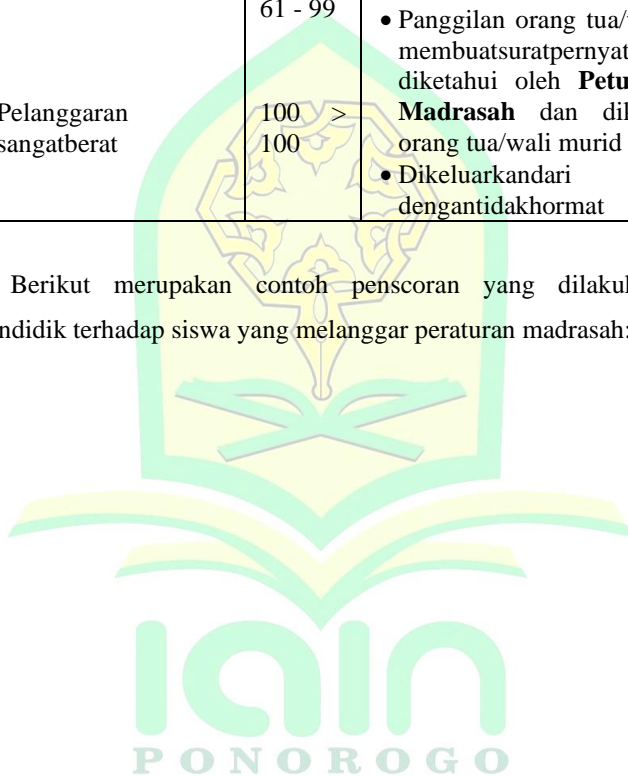 61 - 99
• Panggilan orang tua/
membuatsuratpernyat
diketahui oleh Petu
Madrasah dan dil
orang tua/wali murid
Pelanggaran
sangatberat
100 >
100
• Dikeluarkandari
dengantidakhormat
Berikut merupakan contoh penscoran yang dilakul
ndidik terhadap siswa yang melanggar peraturan madrasah:
iain
PONOROGO